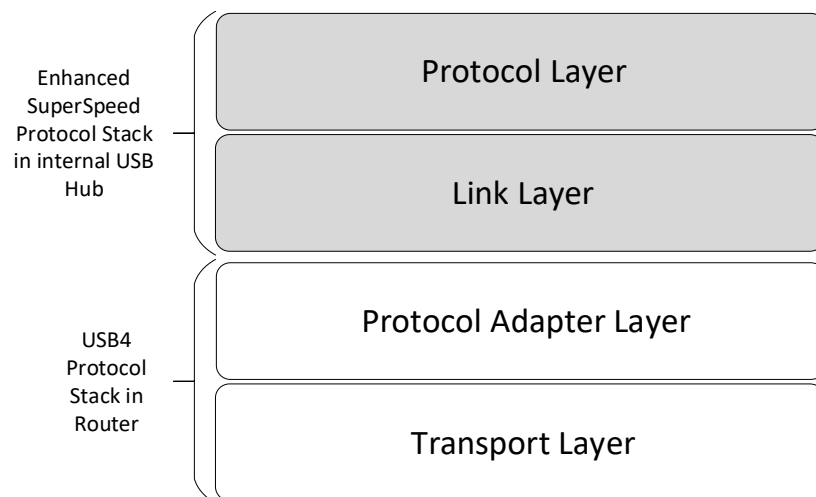 Enhanced
SuperSpeed
Protocol Stack
in internal USB
Hub
Protocol Layer
Link Layer
USB4
Protocol
Stack in
Router
Protocol Adapter Layer
Transport Layer